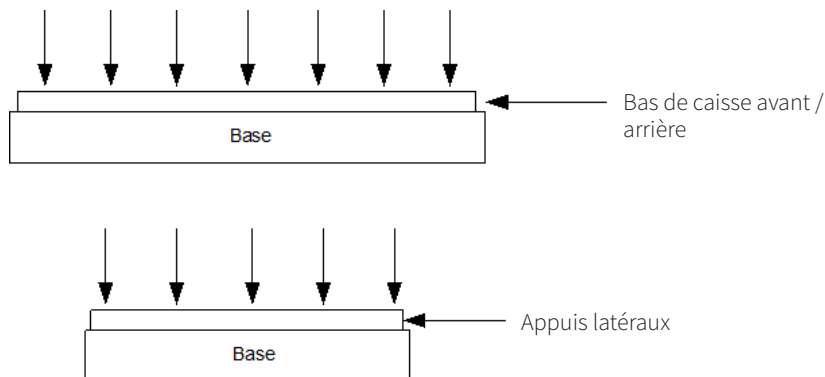 Bas de caisse avant /
arrière
Base
Appuis latéraux
Base